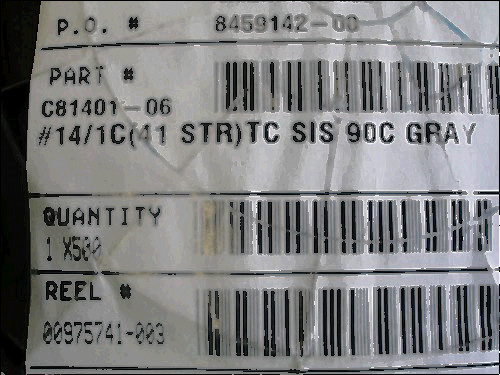 P.O. # 8459142-00
PART #
C81401-06
#14/1C(41 STR)TC SIS 90C GRAY
QUANTITY
1 X500
REEL #
00975741-003